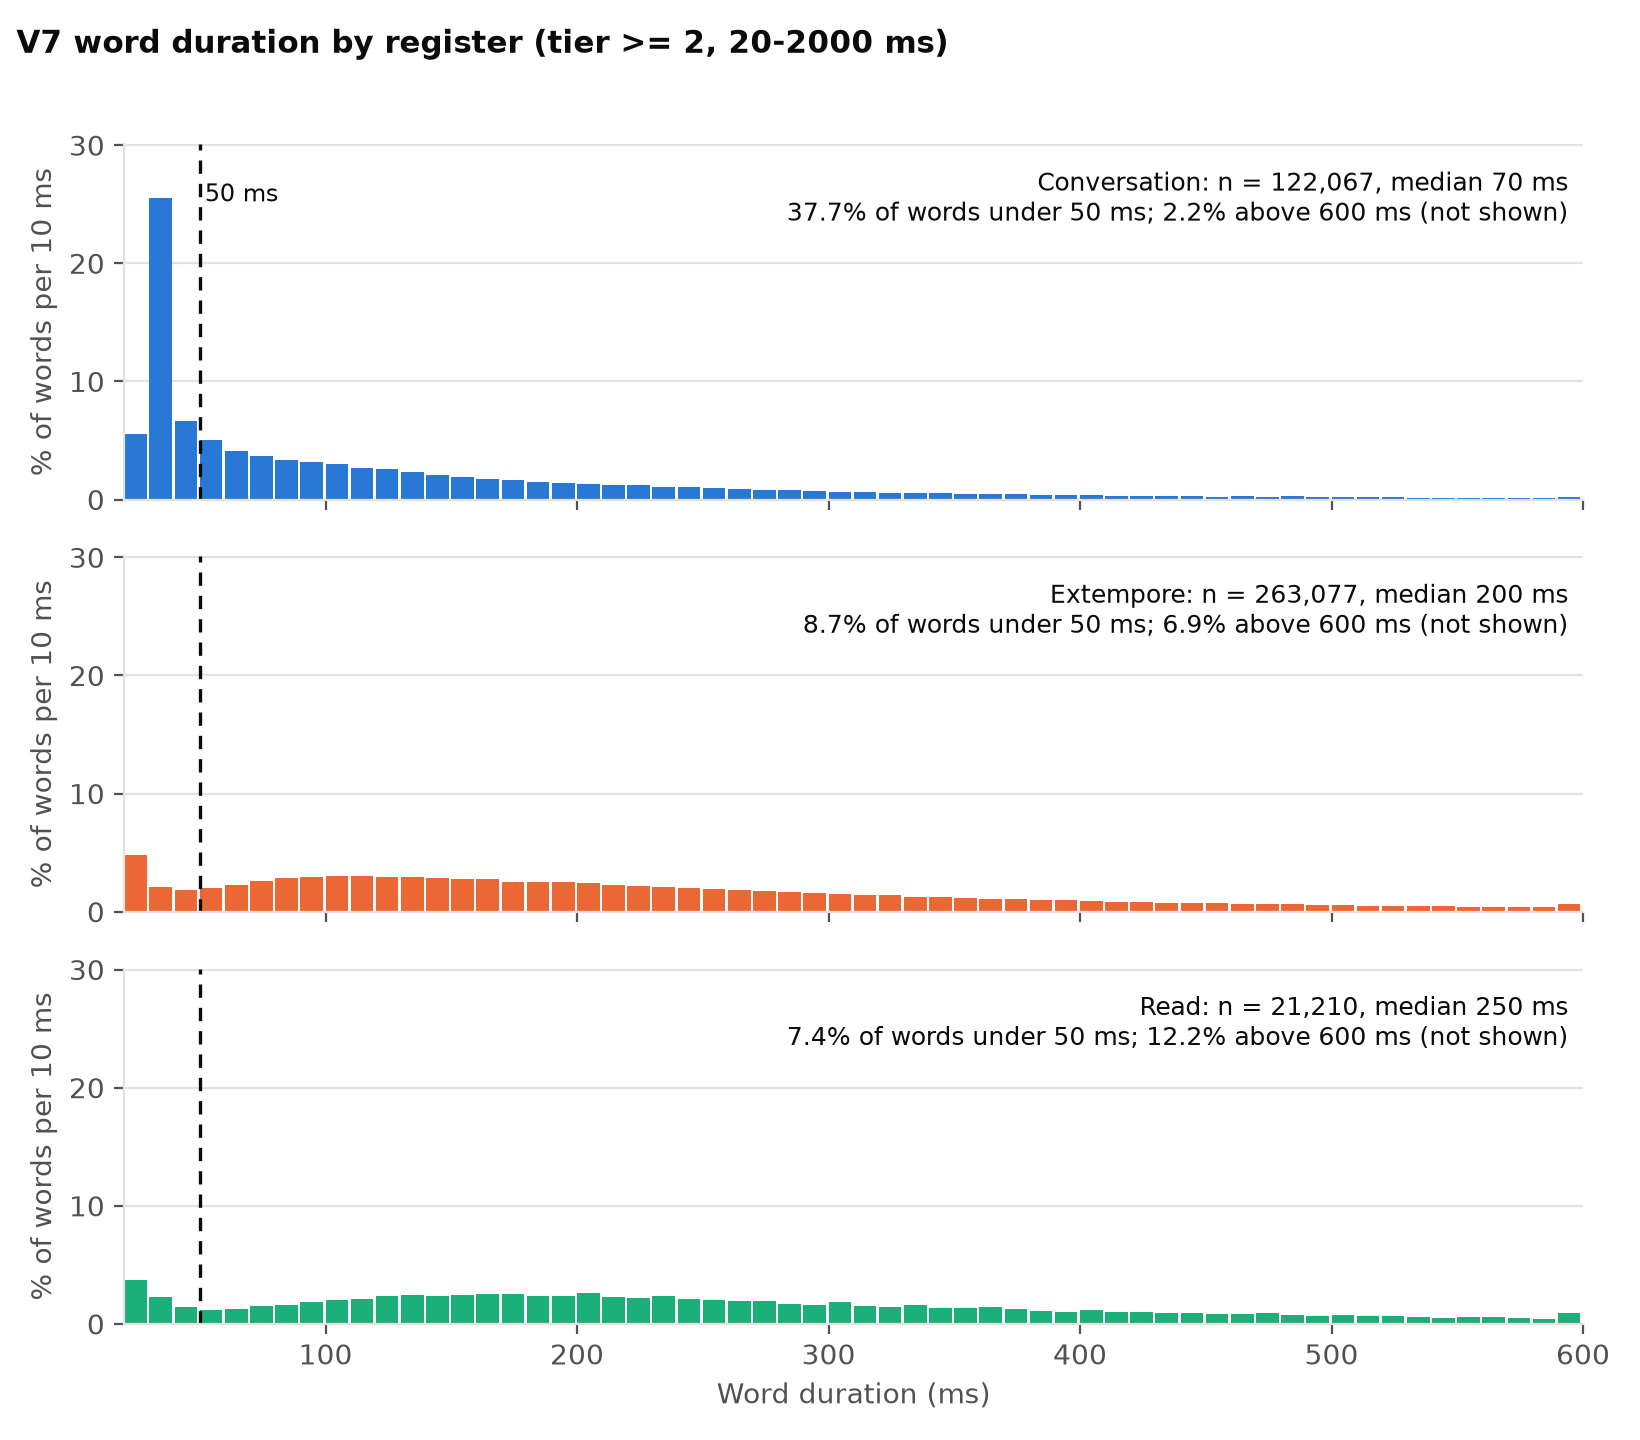 V7 word duration by register (tier >= 2, 20-2000 ms)
30
20
10
0
% of words per 10 ms
50 ms
Conversation: n = 122,067, median 70 ms
37.7% of words under 50 ms; 2.2% above 600 ms (not shown)
30
20
10
0
% of words per 10 ms
Extempore: n = 263,077, median 200 ms
8.7% of words under 50 ms; 6.9% above 600 ms (not shown)
30
20
10
0
% of words per 10 ms
Read: n = 21,210, median 250 ms
7.4% of words under 50 ms; 12.2% above 600 ms (not shown)
100 200 300 400 500 600
Word duration (ms)